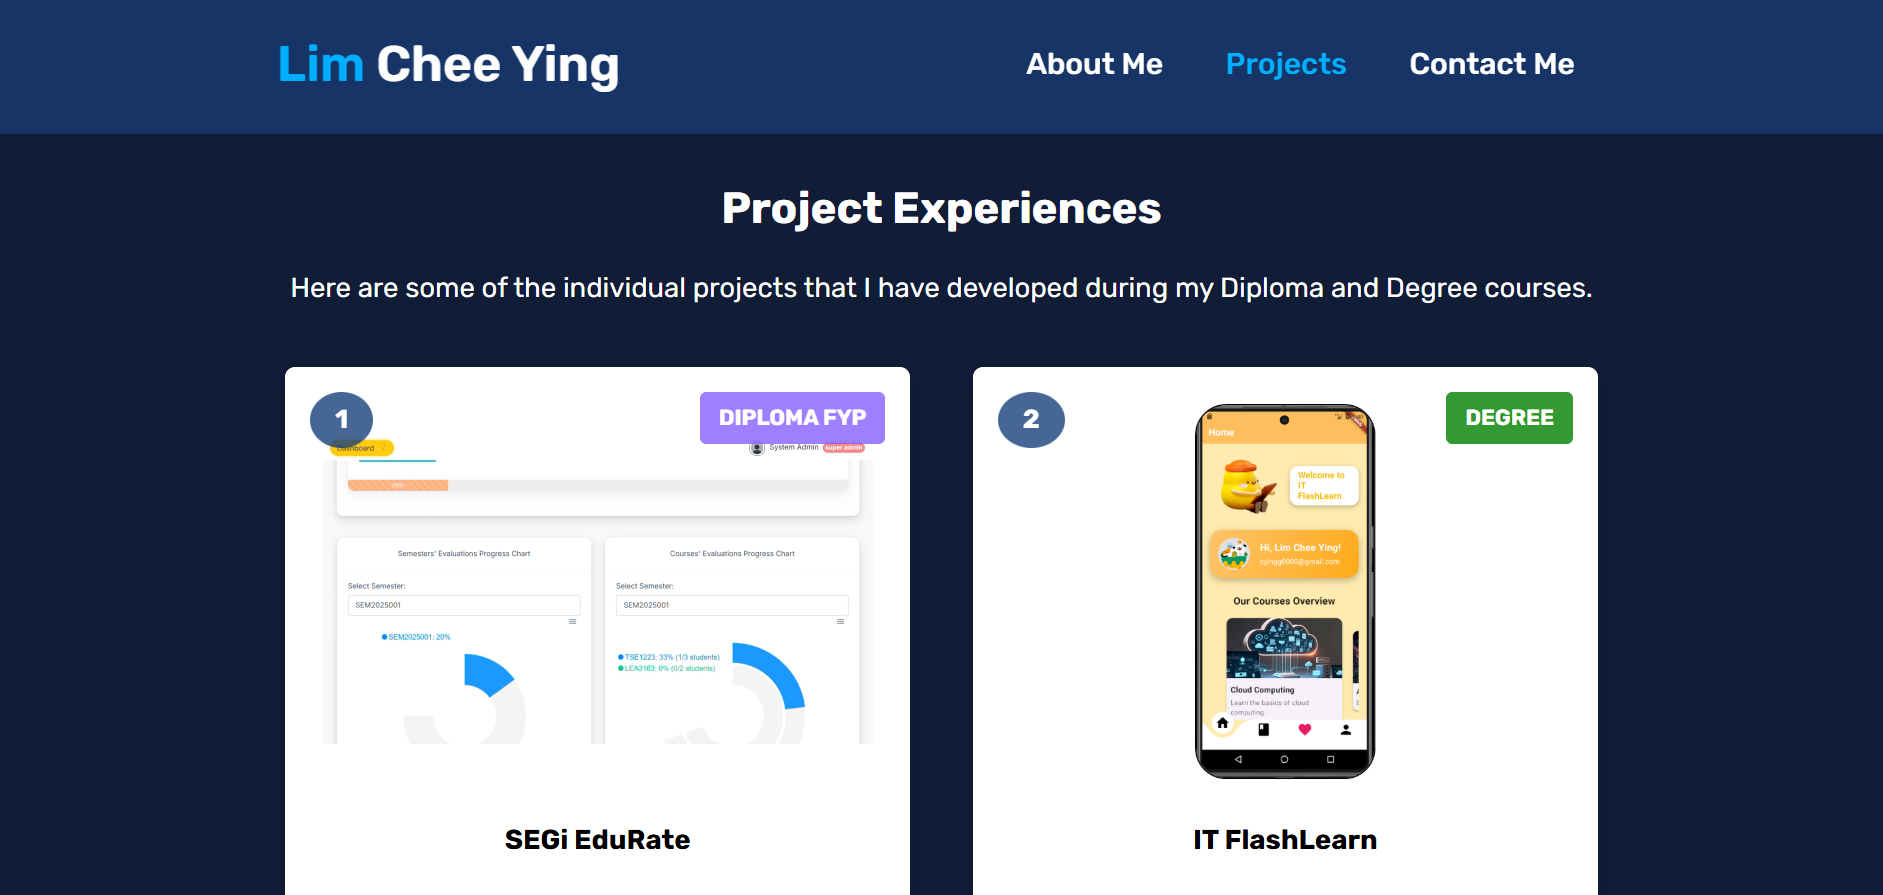 Lim Chee Ying
About Me
Projects
Contact Me
Project Experiences
Here are some of the individual projects that I have developed during my Diploma and Degree courses.
1
DIPLOMA FYP
Dashboard
System Admin
super admin
Semesters' Evaluations Progress Chart
Select Semester:
SEM2025001
SEM2025001: 20%
Courses' Evaluations Progress Chart
Select Semester:
SEM2025001
TSE1223: 33% (1/3 students)
LEA3163: 0% (0/2 students)
SEGi EduRate
2
DEGREE
Home
Welcome to
IT
FlashLearn
Hi, Lim Chee Ying!
cyingg0000@gmail.com
Our Courses Overview
Cloud Computing
Learn the basics of cloud
computing.
IT FlashLearn